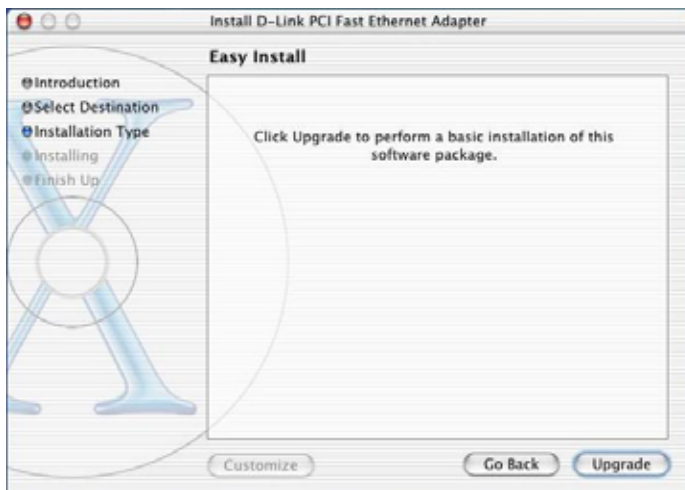 Install D-Link PCI Fast Ethernet Adapter
Easy Install
Introduction
Select Destination
Installation Type
Installing
Finish Up
Click Upgrade to perform a basic installation of this
software package.
Customize
Go Back
Upgrade